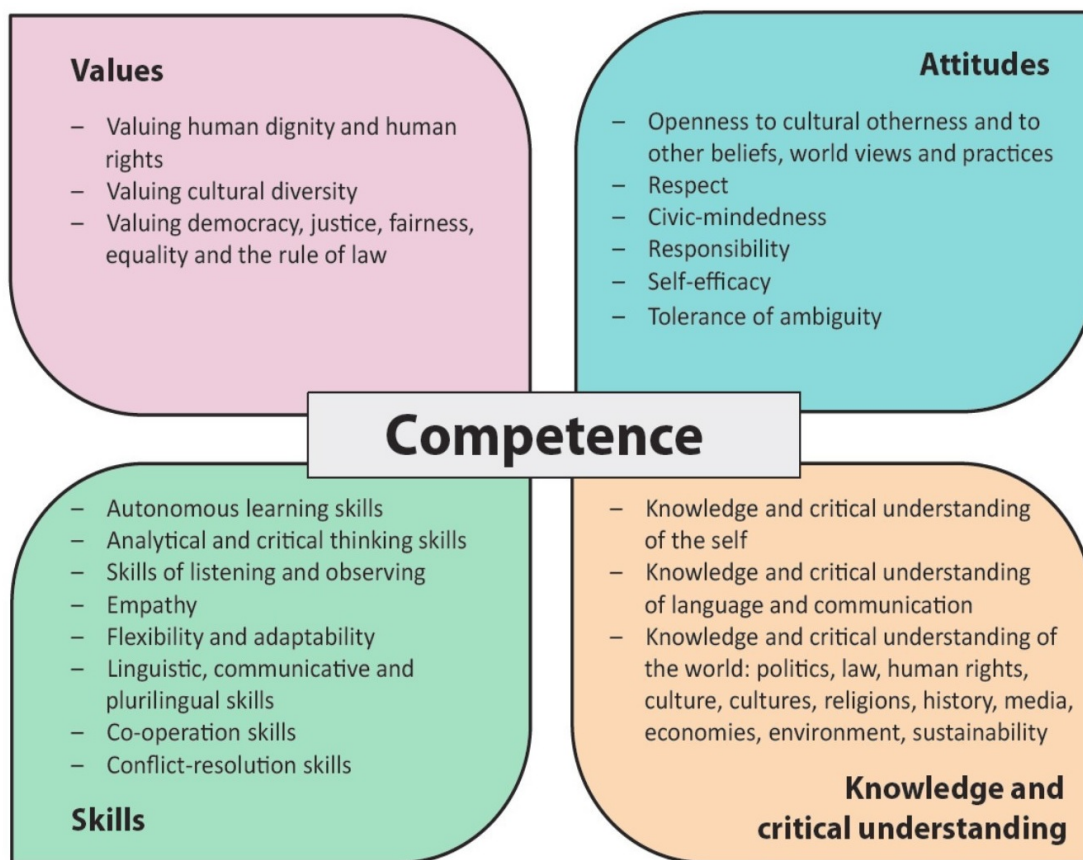 Values
– Valuing human dignity and human
rights
– Valuing cultural diversity
– Valuing democracy, justice, fairness,
equality and the rule of law
Attitudes
– Openness to cultural otherness and to
other beliefs, world views and practices
– Respect
– Civic-mindedness
– Responsibility
– Self-efficacy
– Tolerance of ambiguity
Competence
– Autonomous learning skills
– Analytical and critical thinking skills
– Skills of listening and observing
– Empathy
– Flexibility and adaptability
– Linguistic, communicative and
plurilingual skills
– Co-operation skills
– Conflict-resolution skills
Skills
– Knowledge and critical understanding
of the self
– Knowledge and critical understanding
of language and communication
– Knowledge and critical understanding of
the world: politics, law, human rights,
culture, cultures, religions, history, media,
economies, environment, sustainability
Knowledge and
critical understanding